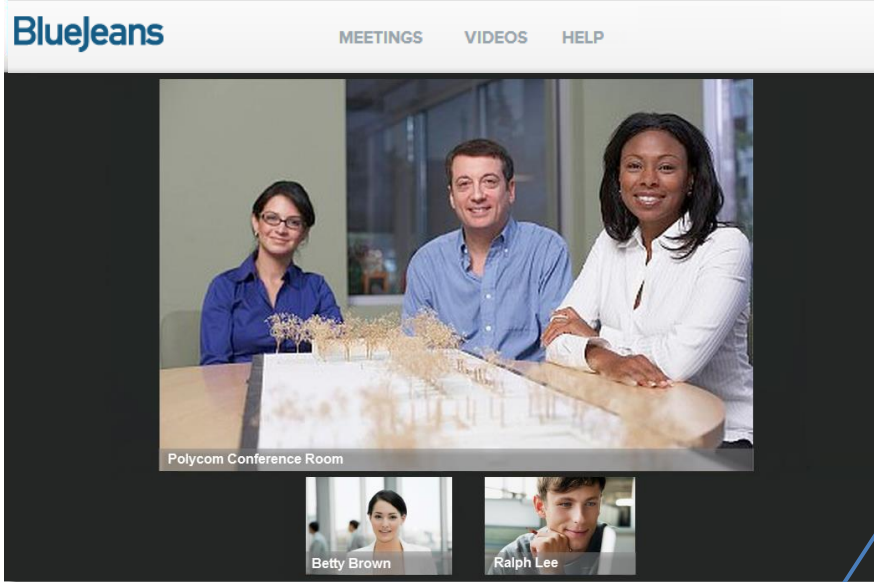 BlueJeans
MEETINGS VIDEOS HELP
Polycom Conference Room
Betty Brown
Ralph Lee